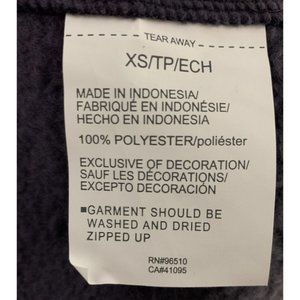 TEAR AWAY
XS/TP/ECH
MADE IN INDONESIA/
FABRIQUÉ EN INDONÉSIE/
HECHO EN INDONESIA
100% POLYESTER/poliéster
EXCLUSIVE OF DECORATION/
SAUF LES DÉCORATIONS/
EXCEPTO DECORACIÓN
■GARMENT SHOULD BE
WASHED AND DRIED
ZIPPED UP
RN#96510
CA#41095